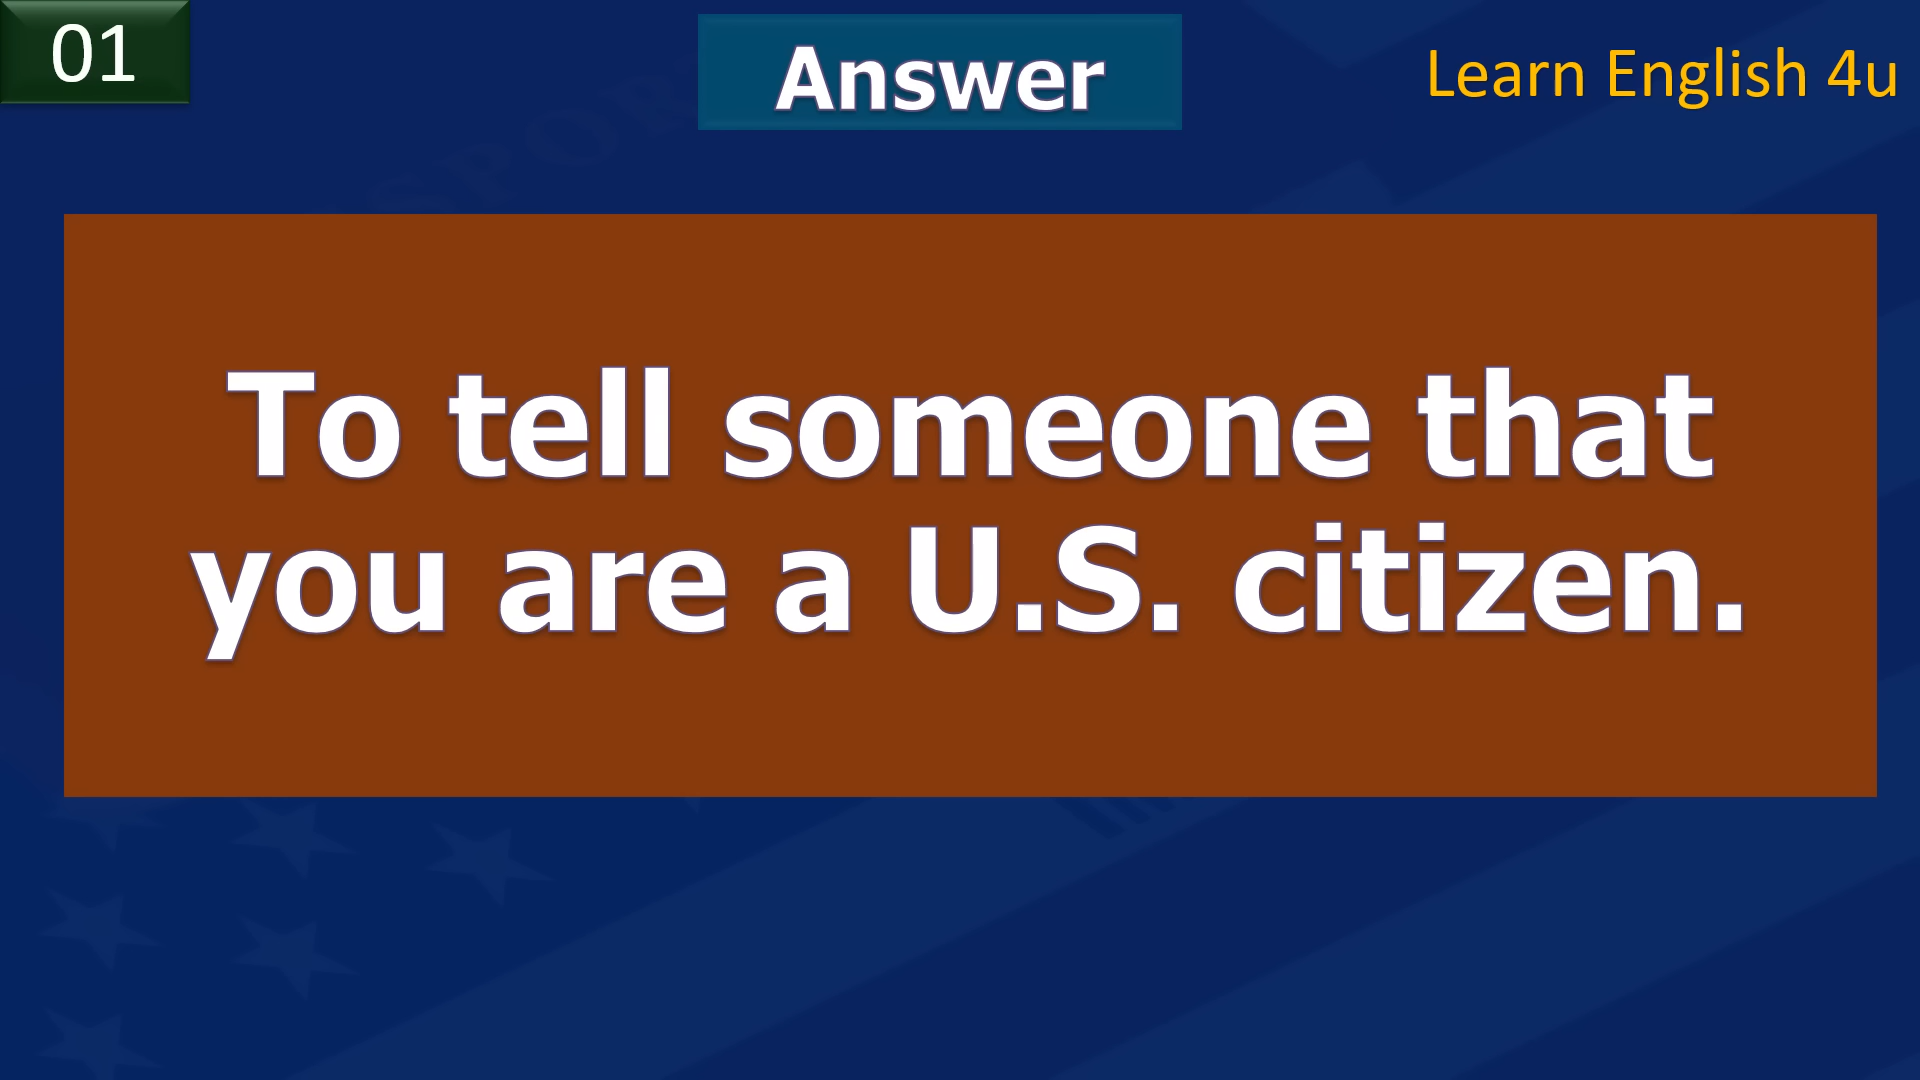 01
Answer
Learn English 4u
To tell someone that
you are a U.S. citizen.